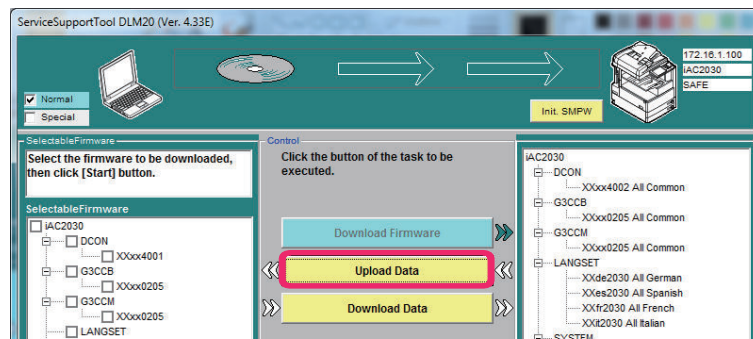 ServiceSupportTool DLM20 (Ver. 4.33E)
172.16.1.100
iAC2030
SAFE
Normal
Special
Init. SMPW
SelectableFirmware
Select the firmware to be downloaded,
then click [Start] button.
SelectableFirmware
iAC2030
DCON
XXxx4001
G3CCB
XXxx0205
G3CCM
XXxx0205
LANGSET
Control
Click the button of the task to be
executed.
Download Firmware
Upload Data
Download Data
iAC2030
DCON
XXxx4002 All Common
G3CCB
XXxx0205 All Common
G3CCM
XXxx0205 All Common
LANGSET
XXde2030 All German
XXes2030 All Spanish
XXfr2030 All French
XXit2030 All Italian
SYSTEM